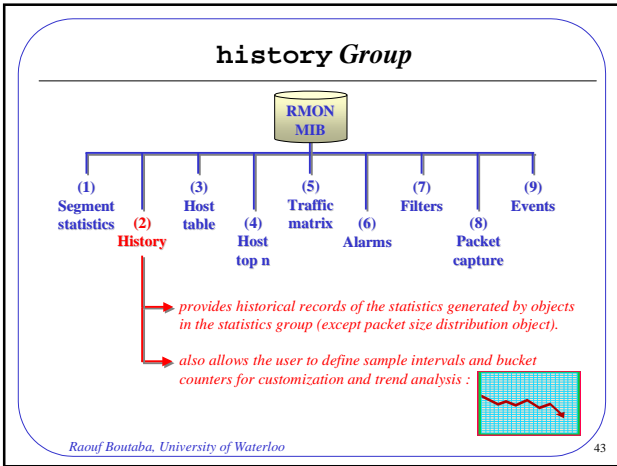 history Group
RMON
MIB
(1)
Segment
statistics
(2)
History
(3)
Host
table
(4)
Host
top n
(5)
Traffic
matrix
(6)
Alarms
(7)
Filters
(8)
Packet
capture
(9)
Events
provides historical records of the statistics generated by objects
in the statistics group (except packet size distribution object).
also allows the user to define sample intervals and bucket
counters for customization and trend analysis :
Raouf Boutaba, University of Waterloo
43